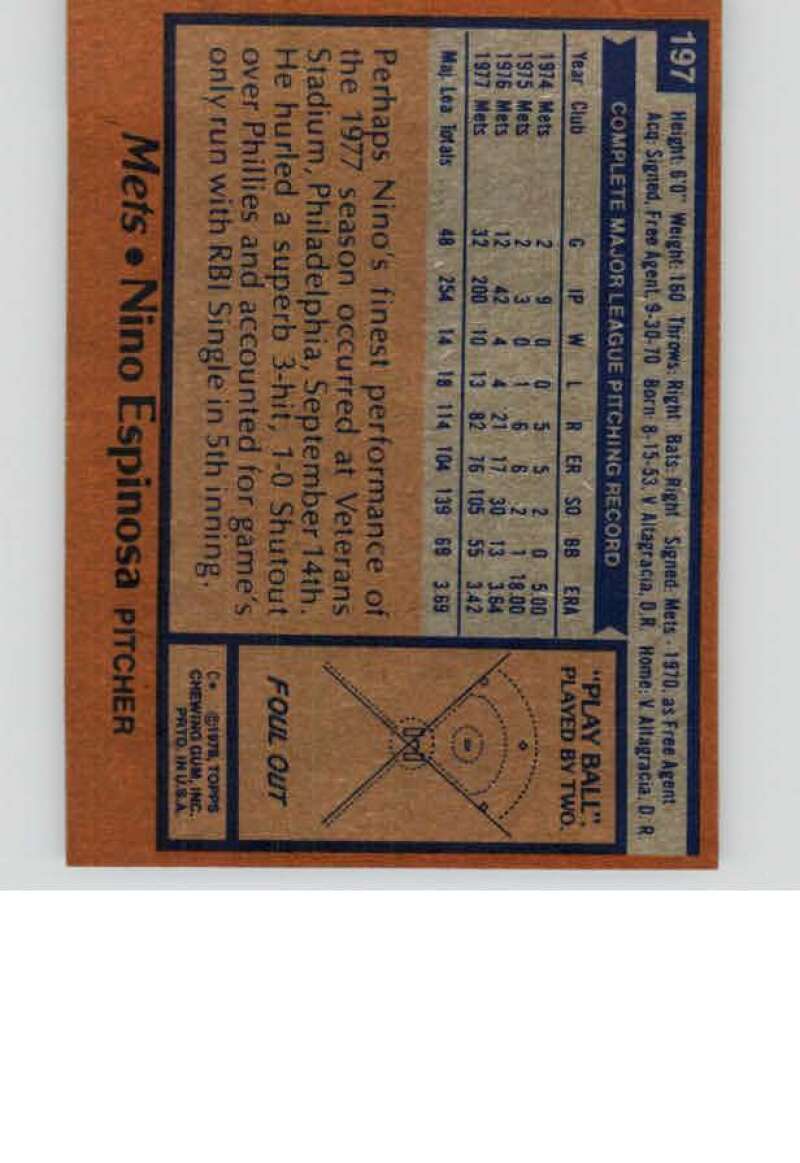 197
Height: 6'0" Weight: 160 Throws: Right Bats: Right Signed: Mets - 1970, as Free Agent
Acq: Signed, Free Agent, 9-30-70 Born: 8-15-53, V. Altagracia, D.R. Home: V. Altagracia, D.R.
COMPLETE MAJOR LEAGUE PITCHING RECORD
Year Club G IP W L R ER SO BB ERA
1974 Mets 2 9 0 0 5 5 2 0 5.00
1975 Mets 2 3 0 1 6 6 2 1 18.00
1976 Mets 12 42 4 4 21 17 30 13 3.64
1977 Mets 32 200 10 13 82 76 105 55 3.42
Maj. Lea. Totals 48 254 14 18 114 104 139 69 3.69
Perhaps Nino's finest performance of
the 1977 season occurred at Veterans
Stadium, Philadelphia, September 14th.
He hurled a superb 3-hit, 1-0 Shutout
over Phillies and accounted for game's
only run with RBI Single in 5th inning.
"PLAY BALL"
PLAYED BY TWO.
FOUL OUT
C* ©1978, TOPPS
CHEWING GUM, INC.
PRTD. IN U.S.A.
Mets • Nino Espinosa PITCHER